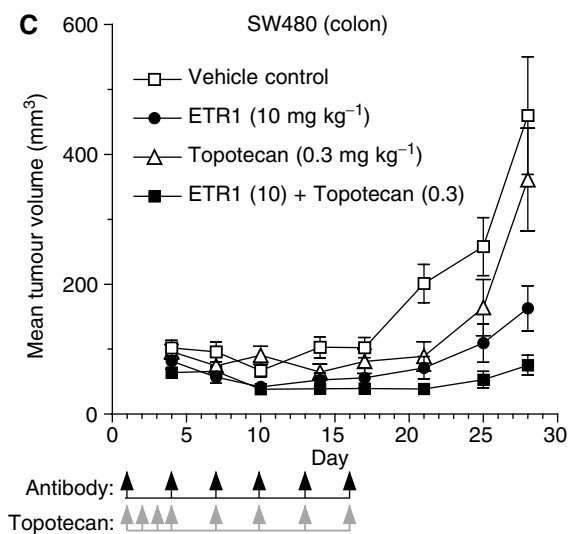 C
SW480 (colon)
Mean tumour volume (mm³)
600
400
200
0
Vehicle control
ETR1 (10 mg kg⁻¹)
Topotecan (0.3 mg kg⁻¹)
ETR1 (10) + Topotecan (0.3)
0 5 10 15 20 25 30
Day
Antibody:
Topotecan: